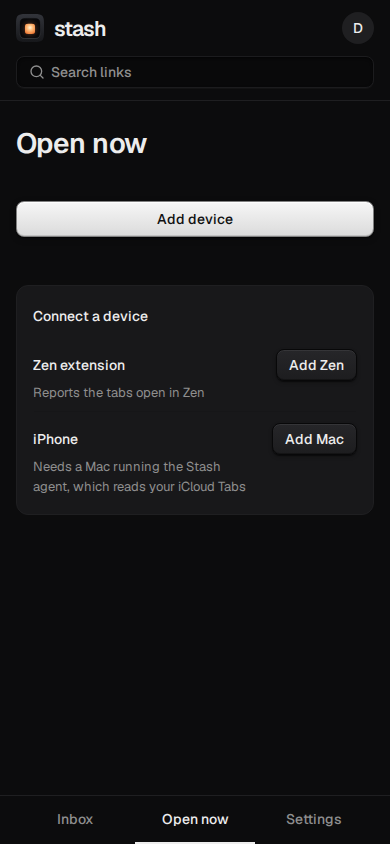 stash
D
Search links
Open now
Add device
Connect a device
Zen extension
Add Zen
Reports the tabs open in Zen
iPhone
Add Mac
Needs a Mac running the Stash
agent, which reads your iCloud Tabs
Inbox
Open now
Settings